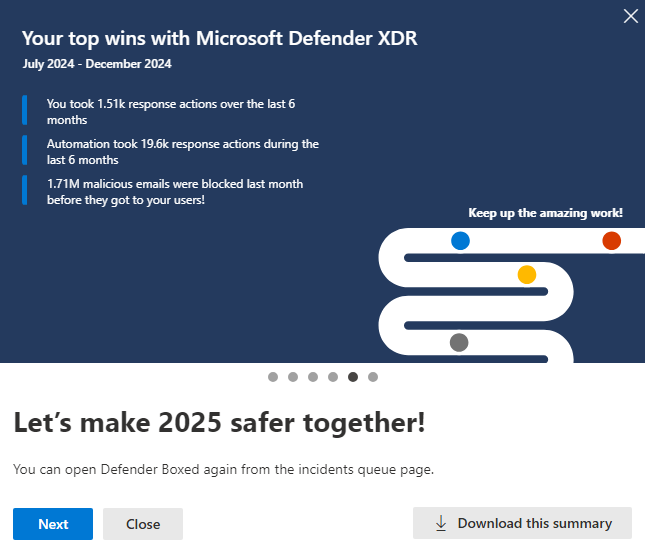 Your top wins with Microsoft Defender XDR
July 2024 - December 2024
You took 1.51k response actions over the last 6
months
Automation took 19.6k response actions during the
last 6 months
1.71M malicious emails were blocked last month
before they got to your users!
Keep up the amazing work!
Let’s make 2025 safer together!
You can open Defender Boxed again from the incidents queue page.
Next
Close
Download this summary